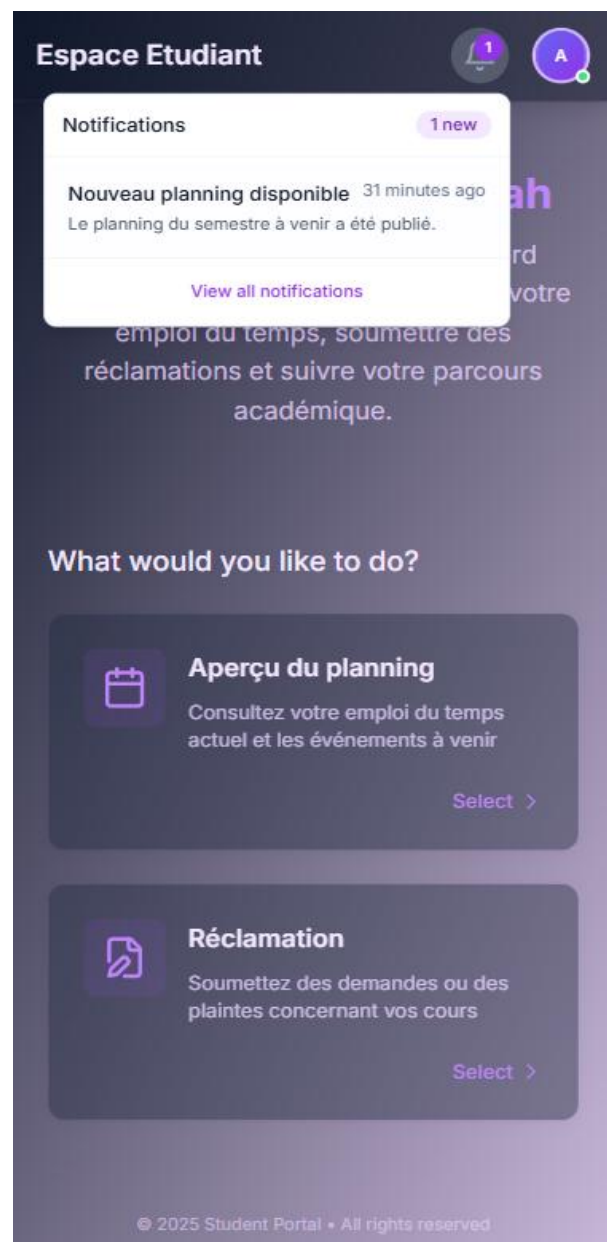 Espace Etudiant
1
A
Notifications
1 new
Nouveau planning disponible
31 minutes ago
Le planning du semestre à venir a été publié.
View all notifications
ah
rd
votre
emploi du temps, soumettre des
réclamations et suivre votre parcours
académique.
What would you like to do?
Aperçu du planning
Consultez votre emploi du temps
actuel et les événements à venir
Select >
Réclamation
Soumettez des demandes ou des
plaintes concernant vos cours
Select >
© 2025 Student Portal • All rights reserved